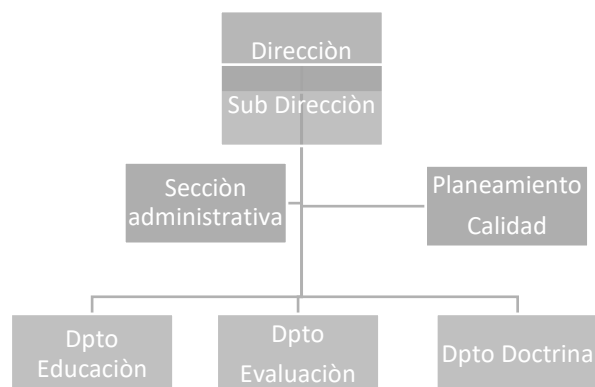 Direcciòn
Sub Direcciòn
Secciòn
administrativa
Planeamiento
Calidad
Dpto
Educaciòn
Dpto
Evaluaciòn
Dpto Doctrina